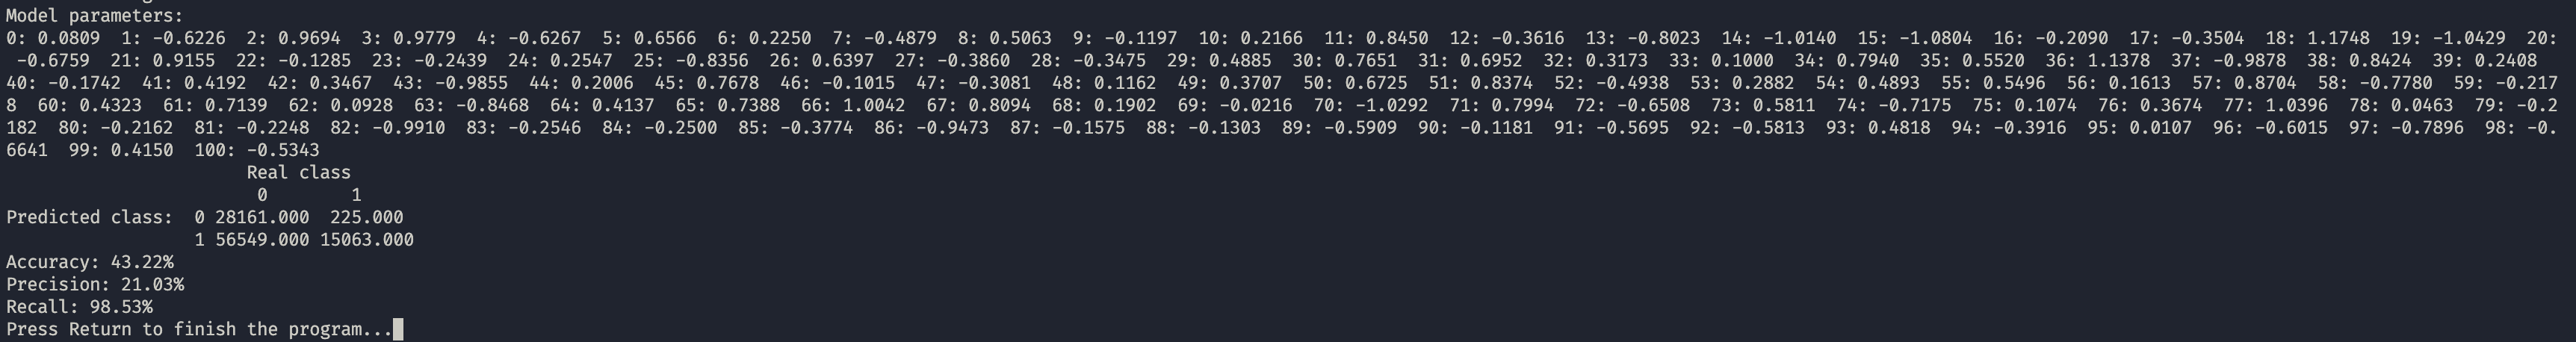 Model parameters:
0: 0.0809  1: -0.6226  2: 0.9694  3: 0.9779  4: -0.6267  5: 0.6566  6: 0.2250  7: -0.4879  8: 0.5063  9: -0.1197  10: 0.2166  11: 0.8450  12: -0.3616  13: -0.8023  14: -1.0140  15: -1.0804  16: -0.2090  17: -0.3504  18: 1.1748  19: -1.0429  20:
-0.6759  21: 0.9155  22: -0.1285  23: -0.2439  24: 0.2547  25: -0.8356  26: 0.6397  27: -0.3860  28: -0.3475  29: 0.4885  30: 0.7651  31: 0.6952  32: 0.3173  33: 0.1000  34: 0.7940  35: 0.5520  36: 1.1378  37: -0.9878  38: 0.8424  39: 0.2408
40: -0.1742  41: 0.4192  42: 0.3467  43: -0.9855  44: 0.2006  45: 0.7678  46: -0.1015  47: -0.3081  48: 0.1162  49: 0.3707  50: 0.6725  51: 0.8374  52: -0.4938  53: 0.2882  54: 0.4893  55: 0.5496  56: 0.1613  57: 0.8704  58: -0.7780  59: -0.217
8  60: 0.4323  61: 0.7139  62: 0.0928  63: -0.8468  64: 0.4137  65: 0.7388  66: 1.0042  67: 0.8094  68: 0.1902  69: -0.0216  70: -1.0292  71: 0.7994  72: -0.6508  73: 0.5811  74: -0.7175  75: 0.1074  76: 0.3674  77: 1.0396  78: 0.0463  79: -0.2
182  80: -0.2162  81: -0.2248  82: -0.9910  83: -0.2546  84: -0.2500  85: -0.3774  86: -0.9473  87: -0.1575  88: -0.1303  89: -0.5909  90: -0.1181  91: -0.5695  92: -0.5813  93: 0.4818  94: -0.3916  95: 0.0107  96: -0.6015  97: -0.7896  98: -0.
6641  99: 0.4150  100: -0.5343
Real class
0 1
Predicted class:  0 28161.000  225.000
1 56549.000 15063.000
Accuracy: 43.22%
Precision: 21.03%
Recall: 98.53%
Press Return to finish the program...